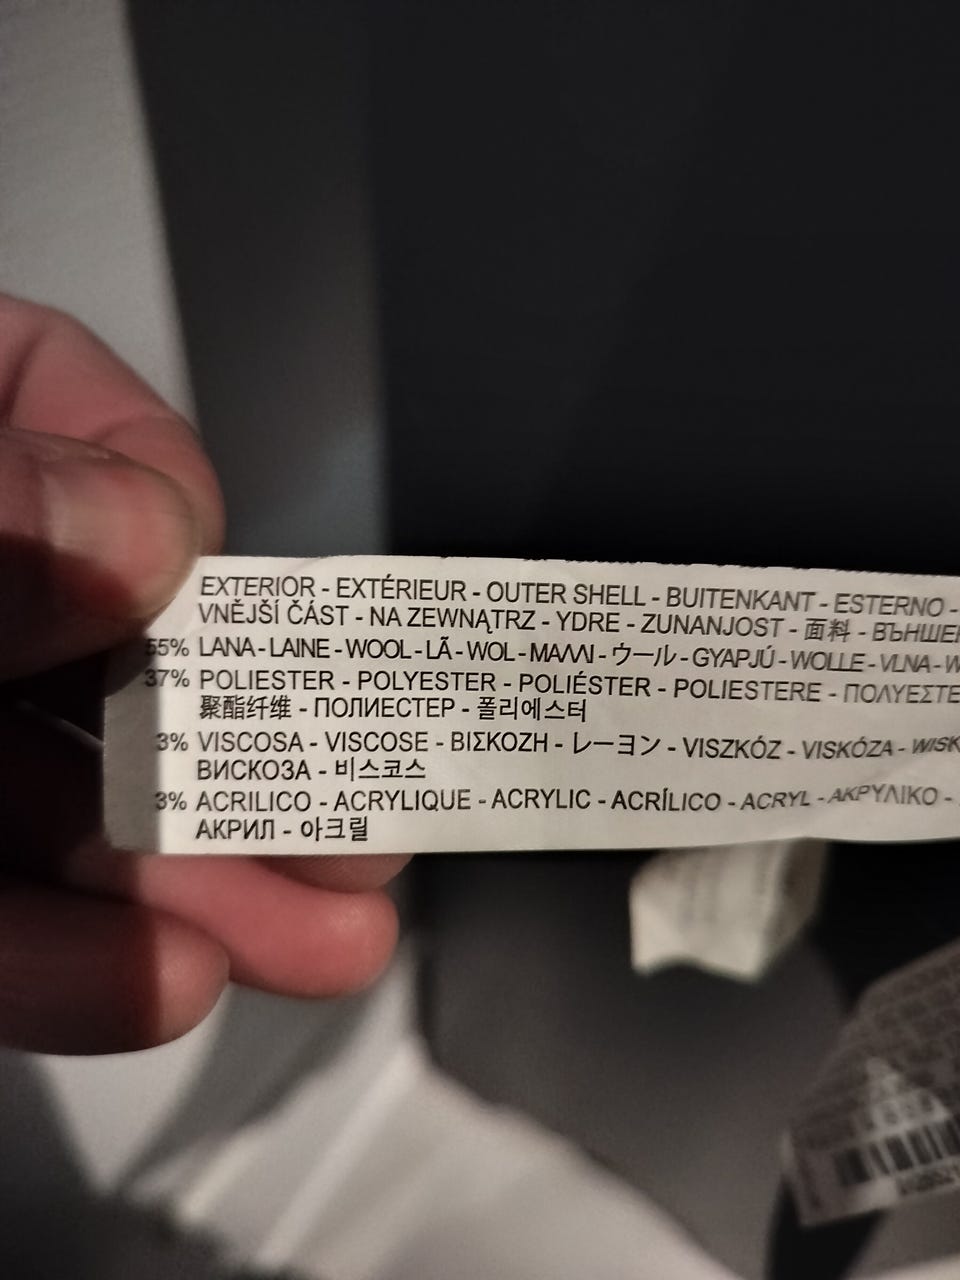 EXTERIOR - EXTÉRIEUR - OUTER SHELL - BUITENKANT - ESTERNO -
VNĚJŠÍ ČÁST - NA ZEWNĄTRZ - YDRE - ZUNANJOST - 面料 -
55% LANA - LAINE - WOOL - LÃ - WOL - ΜΑΛΛΙ - ウール - GYAPJÚ - WOLLE - VLNA -
37% POLIESTER - POLYESTER - POLIÉSTER - POLIESTERE -
聚酯纤维 - ПОЛИЕСТЕР - 폴리에스터
3% VISCOSA - VISCOSE - ΒΙΣΚΟΖΗ - レーヨン - VISZKÓZ - VISKÓZA -
ВИСКОЗА - 비스코스
3% ACRILICO - ACRYLIQUE - ACRYLIC - ACRÍLICO - ACRYL - ΑΚΡΥΛΙΚΟ -
АКРИЛ - 아크릴